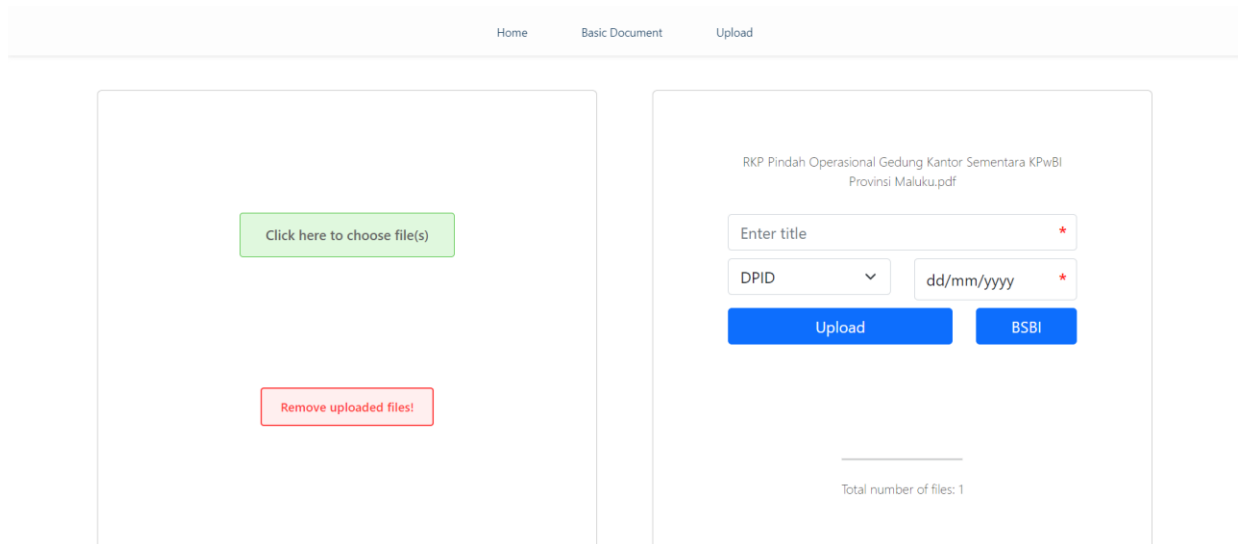 Home Basic Document Upload
Click here to choose file(s)
Remove uploaded files!
RKP Pindah Operasional Gedung Kantor Sementara KPwBI
Provinsi Maluku.pdf
Enter title *
DPID dd/mm/yyyy *
Upload BSBI
Total number of files: 1